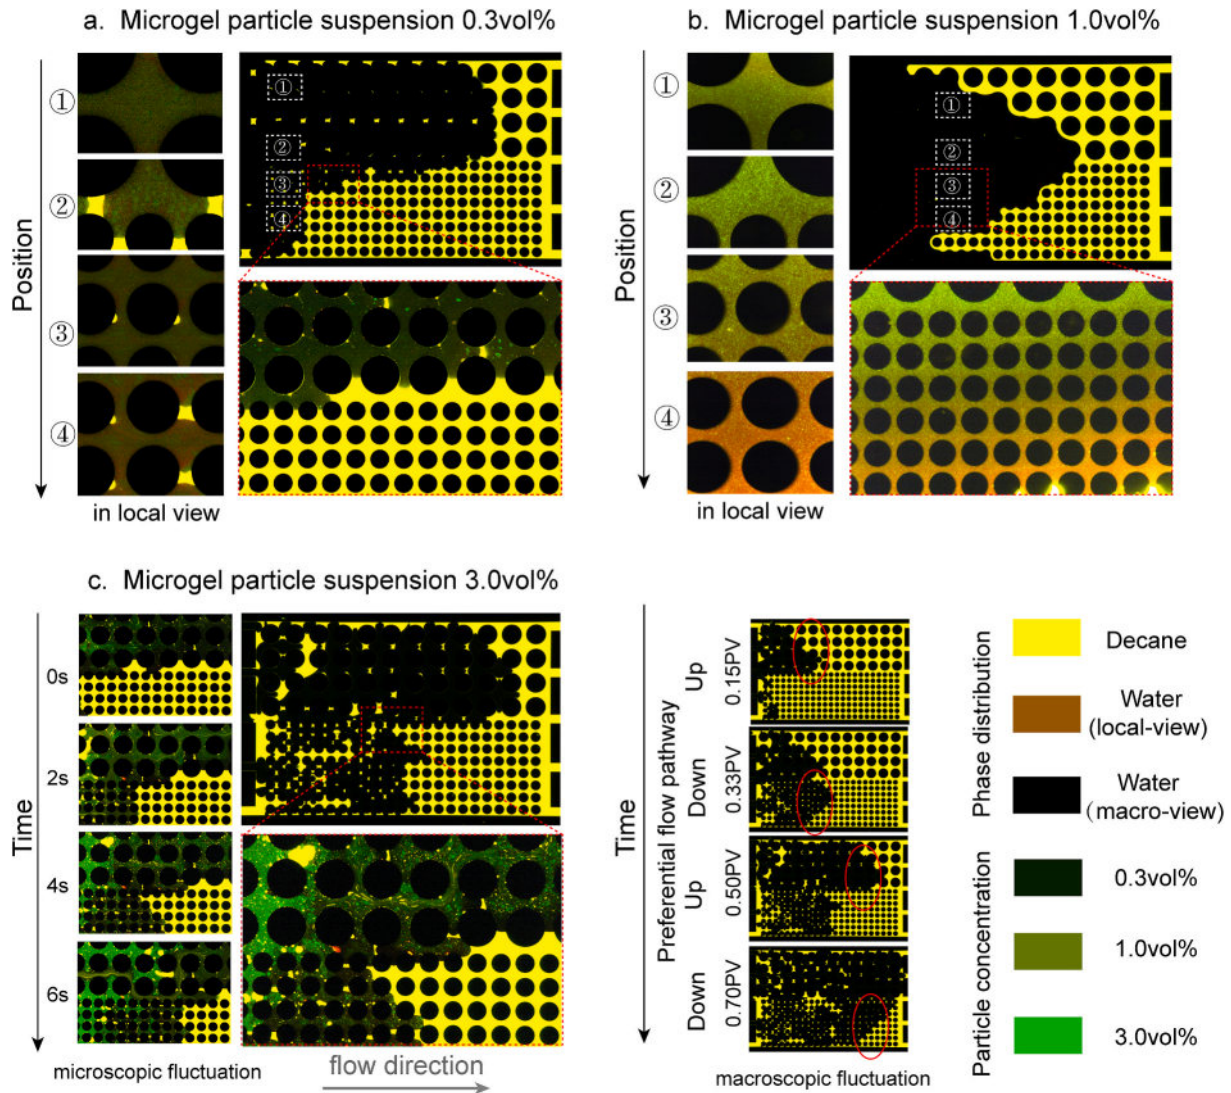 a. Microgel particle suspension 0.3vol%
Position
①
②
③
④
in local view
①
②
③
④
b. Microgel particle suspension 1.0vol%
Position
①
②
③
④
in local view
①
②
③
④
c. Microgel particle suspension 3.0vol%
Time
0s
2s
4s
6s
microscopic fluctuation
flow direction
Time
Preferential flow pathway
Up
0.15PV
Down
0.33PV
Up
0.50PV
Down
0.70PV
macroscopic fluctuation
Phase distribution
Decane
Water
(local-view)
Water
(macro-view)
Particle concentration
0.3vol%
1.0vol%
3.0vol%